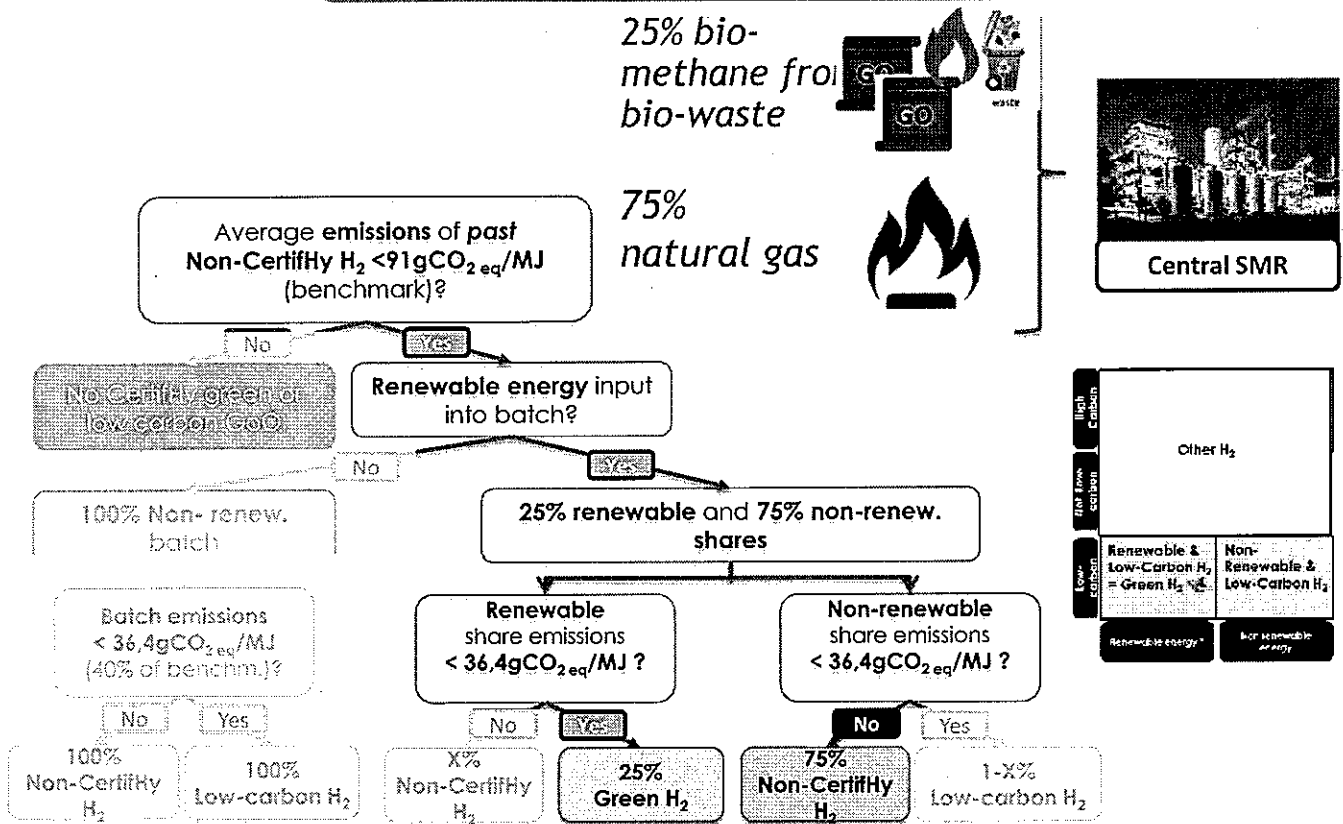 25% bio-
methane fro
bio-waste
GO
GO
waste
75%
natural gas
Central SMR
Average emissions of past
Non-CertifHy H₂ <91gCO₂ eq/MJ
(benchmark)?
No
Yes
No CertifHy green or
low carbon GoO
Renewable energy input
into batch?
No
Yes
100% Non- renew.
batch
25% renewable and 75% non-renew.
shares
Batch emissions
< 36,4gCO₂ eq/MJ
(40% of benchm.)?
Renewable
share emissions
< 36,4gCO₂ eq/MJ ?
Non-renewable
share emissions
< 36,4gCO₂ eq/MJ ?
No
Yes
No
Yes
No
Yes
100%
Non-CertifHy
H₂
100%
Low-carbon H₂
X%
Non-CertifHy
H₂
25%
Green H₂
75%
Non-CertifHy
H₂
1-X%
Low-carbon H₂
High
Carbon
carbon
Low-
carbon
Other H₂
Renewable &
Low-Carbon H₂
= Green H₂
Non-
Renewable &
Low-Carbon H₂
Renewable energy*
Non renewable
energy